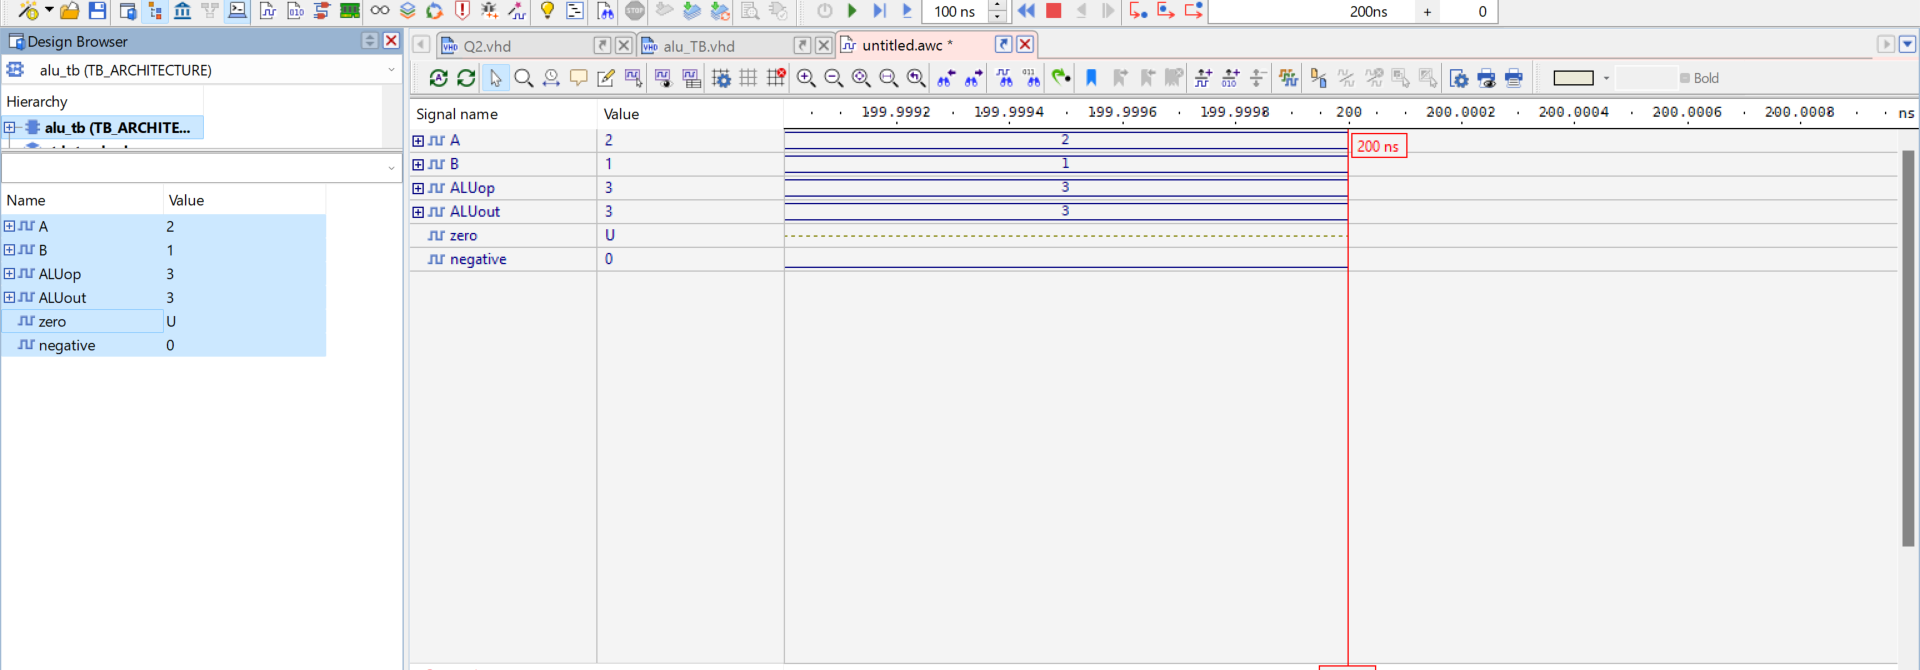 100 ns
200ns
+
0
Design Browser
Q2.vhd
alu_TB.vhd
untitled.awc *
alu_tb (TB_ARCHITECTURE)
Bold
Hierarchy
alu_tb (TB_ARCHITE...
Signal name Value
199.9992 199.9994 199.9996 199.9998 200 200.0002 200.0004 200.0006 200.0008 ns
A 2 2
200 ns
B 1 1
ALUop 3 3
ALUout 3 3
zero U
negative 0
Name Value
A 2
B 1
ALUop 3
ALUout 3
zero U
negative 0